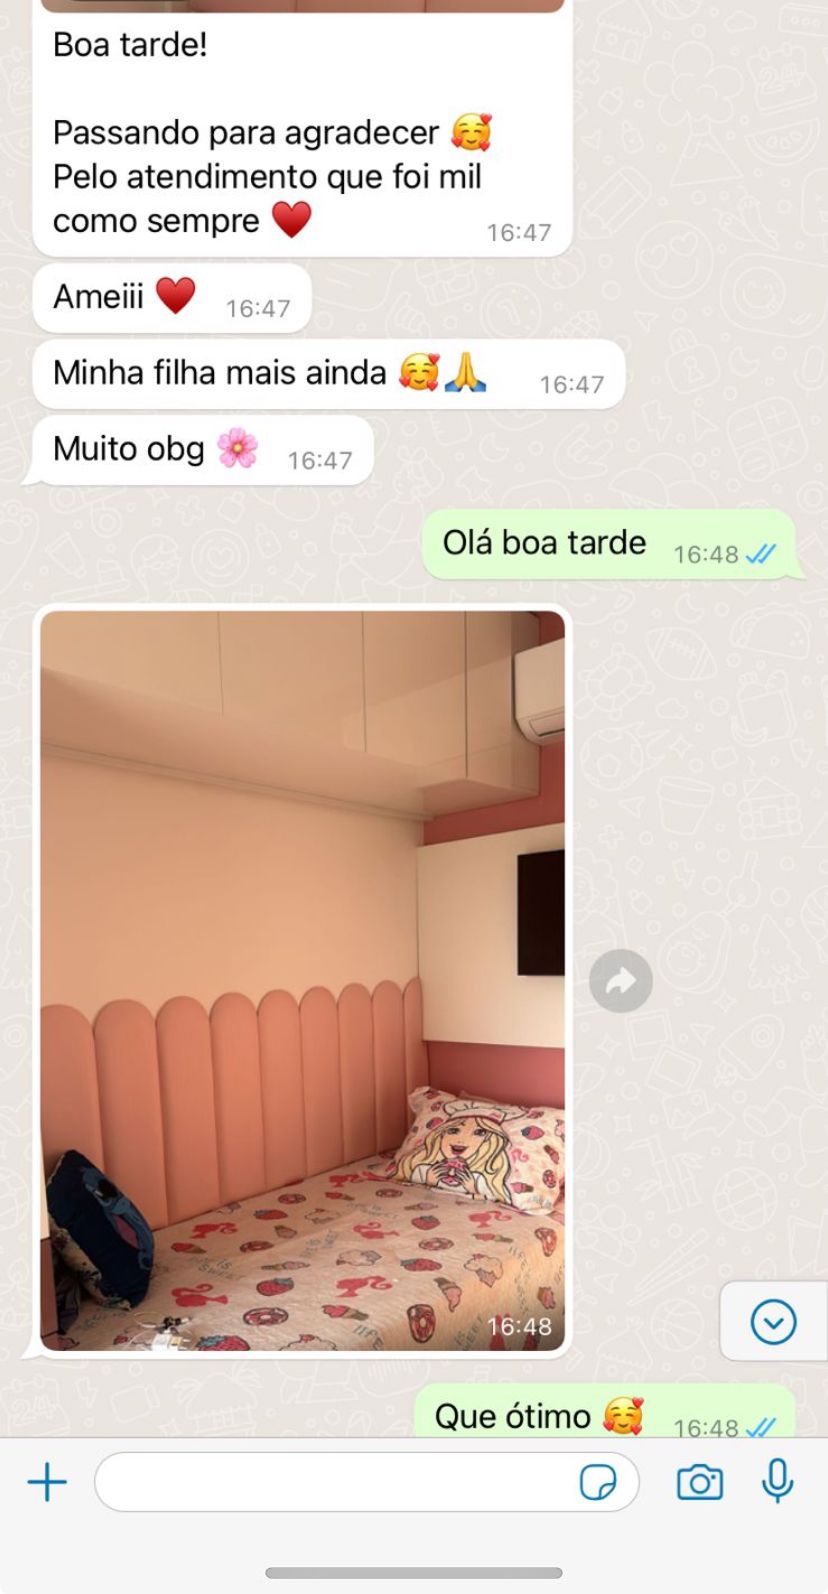 Boa tarde!
Passando para agradecer 🥰
Pelo atendimento que foi mil
como sempre ♥️
16:47
Ameiii ♥️ 16:47
Minha filha mais ainda 🥰🙏 16:47
Muito obg 🌸 16:47
Olá boa tarde 16:48
16:48
Que ótimo 🥰 16:48